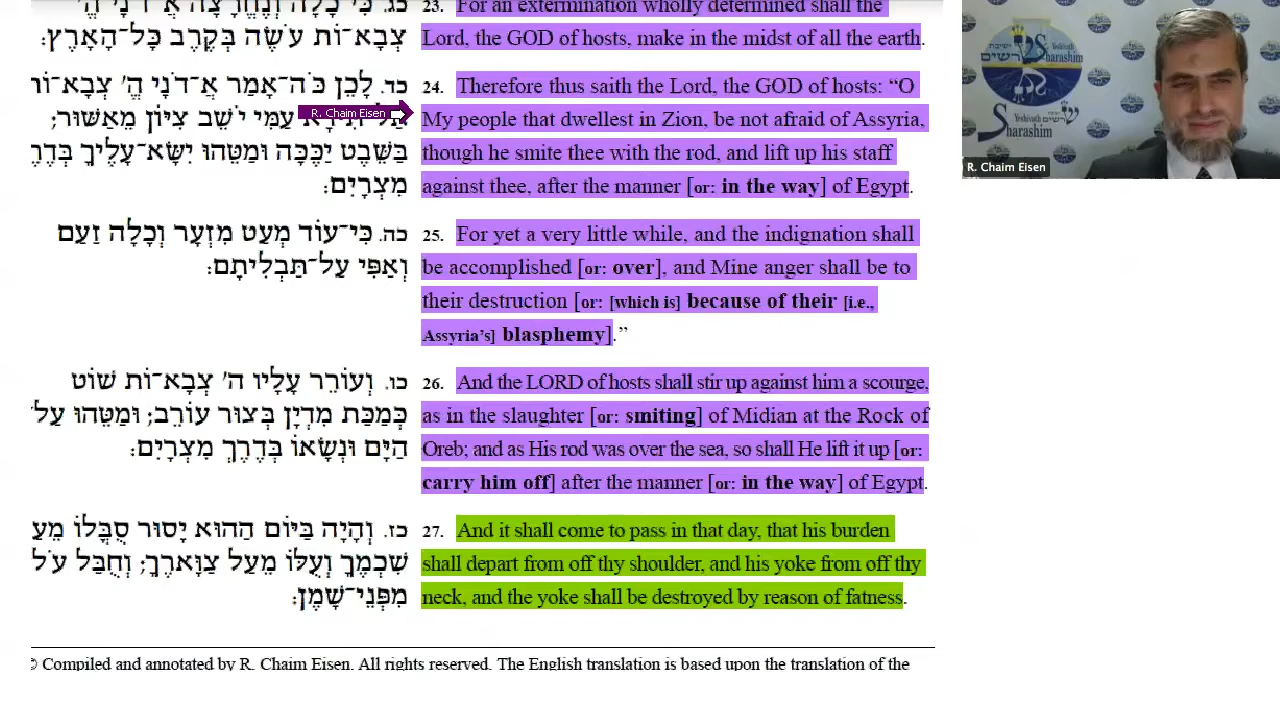 כג. כִּי כָלָה וְנֶחֱרָצָה אֲ־דֹנָי ה'
צְבָא־וֹת עֹשֶׂה בְּקֶרֶב כָּל־הָאָרֶץ:
23. For an extermination wholly determined shall the
Lord, the GOD of hosts, make in the midst of all the earth.
כד. לָכֵן כֹּה־אָמַר אֲ־דֹנָי ה' צְבָא־וֹת
עַמִּי יֹשֵׁב צִיּוֹן מֵאַשּׁוּר;
בַּשֵּׁבֶט יַכֶּכָּה וּמַטֵּהוּ יִשָּׂא־עָלֶיךָ בְּדֶרֶךְ
מִצְרָיִם:
R. Chaim Eisen
24. Therefore thus saith the Lord, the GOD of hosts: “O
My people that dwellest in Zion, be not afraid of Assyria,
though he smite thee with the rod, and lift up his staff
against thee, after the manner [or: in the way] of Egypt.
כה. כִּי־עוֹד מְעַט מִזְעָר וְכָלָה זַעַם
וְאַפִּי עַל־תַּבְלִיתָם:
25. For yet a very little while, and the indignation shall
be accomplished [or: over], and Mine anger shall be to
their destruction [or: [which is] because of their [i.e.,
Assyria’s] blasphemy].”
כו. וְעוֹרֵר עָלָיו ה' צְבָא־וֹת שׁוֹט
כְּמַכַּת מִדְיָן בְּצוּר עוֹרֵב; וּמַטֵּהוּ עַל
הַיָּם וּנְשָׂאוֹ בְּדֶרֶךְ מִצְרָיִם:
26. And the LORD of hosts shall stir up against him a scourge,
as in the slaughter [or: smiting] of Midian at the Rock of
Oreb; and as His rod was over the sea, so shall He lift it up [or:
carry him off] after the manner [or: in the way] of Egypt.
כז. וְהָיָה בַּיּוֹם הַהוּא יָסוּר סֻבֳּלוֹ מֵעַ
שִׁכְמֶךָ וְעֻלּוֹ מֵעַל צַוָּארֶךָ; וְחֻבַּל עֹל
מִפְּנֵי־שָׁמֶן:
27. And it shall come to pass in that day, that his burden
shall depart from off thy shoulder, and his yoke from off thy
neck, and the yoke shall be destroyed by reason of fatness.
© Compiled and annotated by R. Chaim Eisen. All rights reserved. The English translation is based upon the translation of the
Yeshivath
Sharashim
R. Chaim Eisen